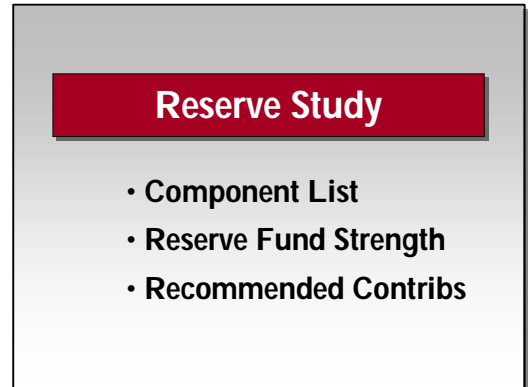 Reserve Study
• Component List
• Reserve Fund Strength
• Recommended Contribs